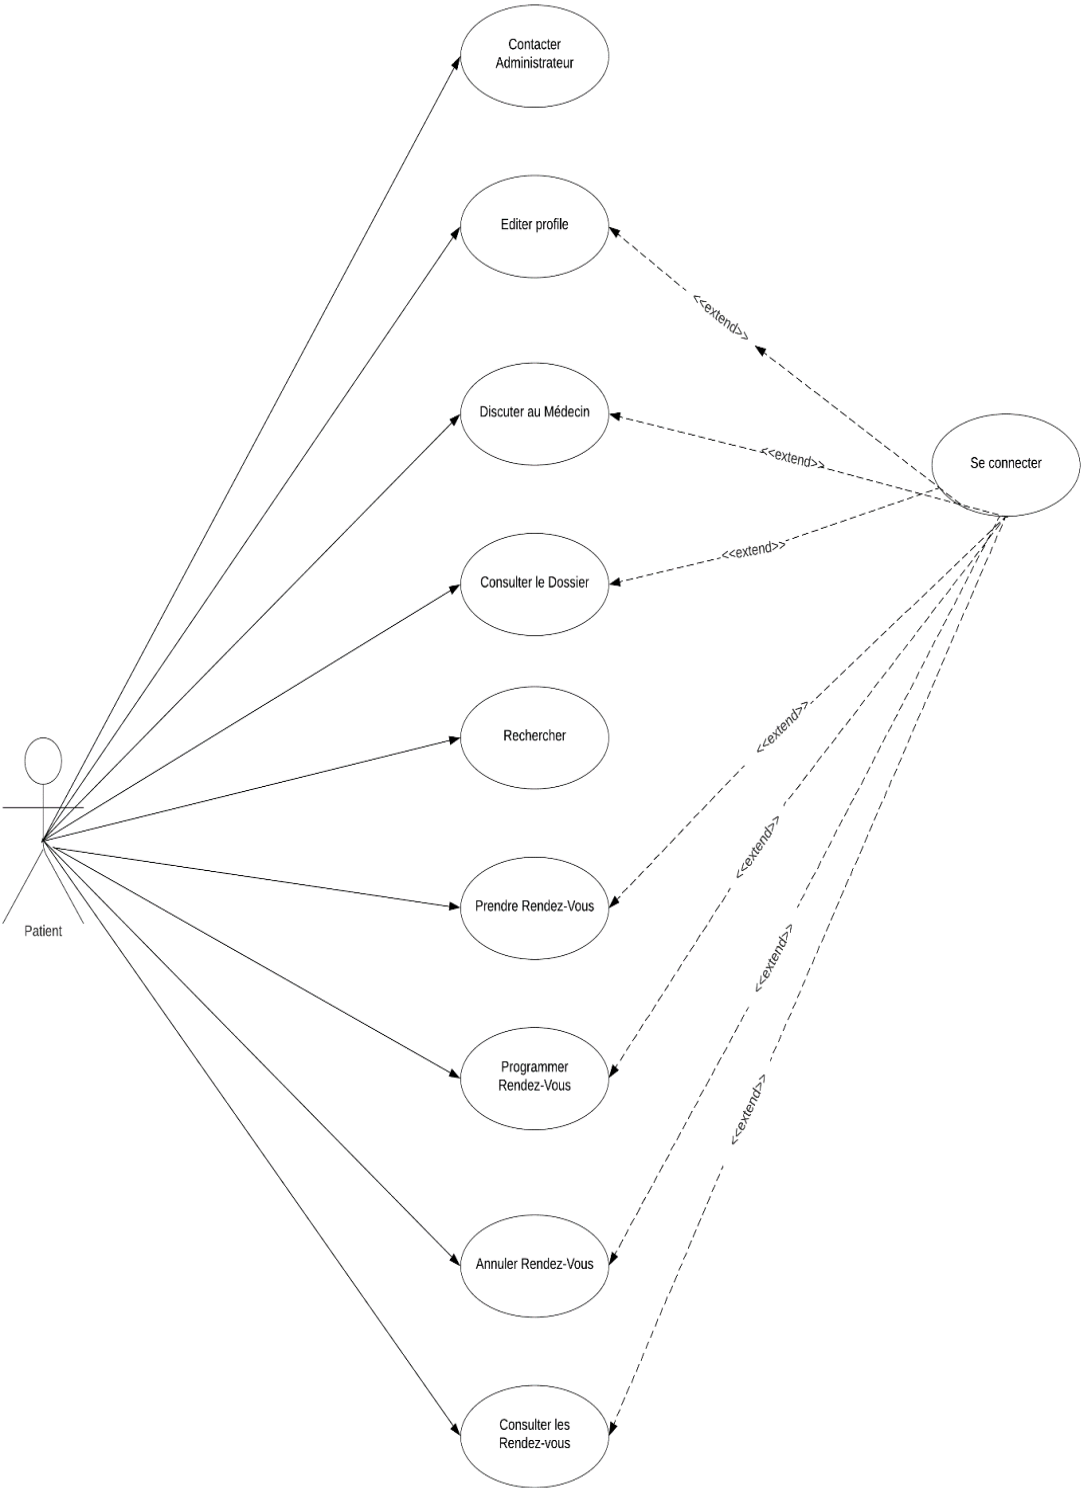 Contacter
Administrateur
Editer profile
<<extend>>
Discuter au Médecin
<<extend>>
Se connecter
<<extend>>
Consulter le Dossier
Rechercher
<<extend>>
<<extend>>
Prendre Rendez-Vous
Patient
<<extend>>
Programmer
Rendez-Vous
<<extend>>
Annuler Rendez-Vous
Consulter les
Rendez-vous